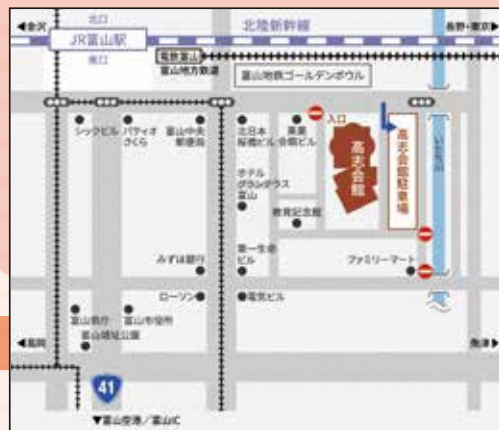 ◀金沢
北口
JR富山駅
南口
北陸新幹線
長野・東京▶
電鉄富山
富山地方鉄道
富山地鉄ゴールデンボウル
入口
シックビル
パティオ
さくら
富山中央
郵便局
北日本
桜橋ビル
薬業
会館ビル
高志会館
高志会館駐車場
いたち川
ホテル
グランテラス
富山
教育記念館
みずほ銀行
第一生命
ビル
ファミリーマート
ローソン
電気ビル
富山県庁
富山市役所
富山城址公園
◀高岡
魚津▶
41
▼富山空港/富山IC